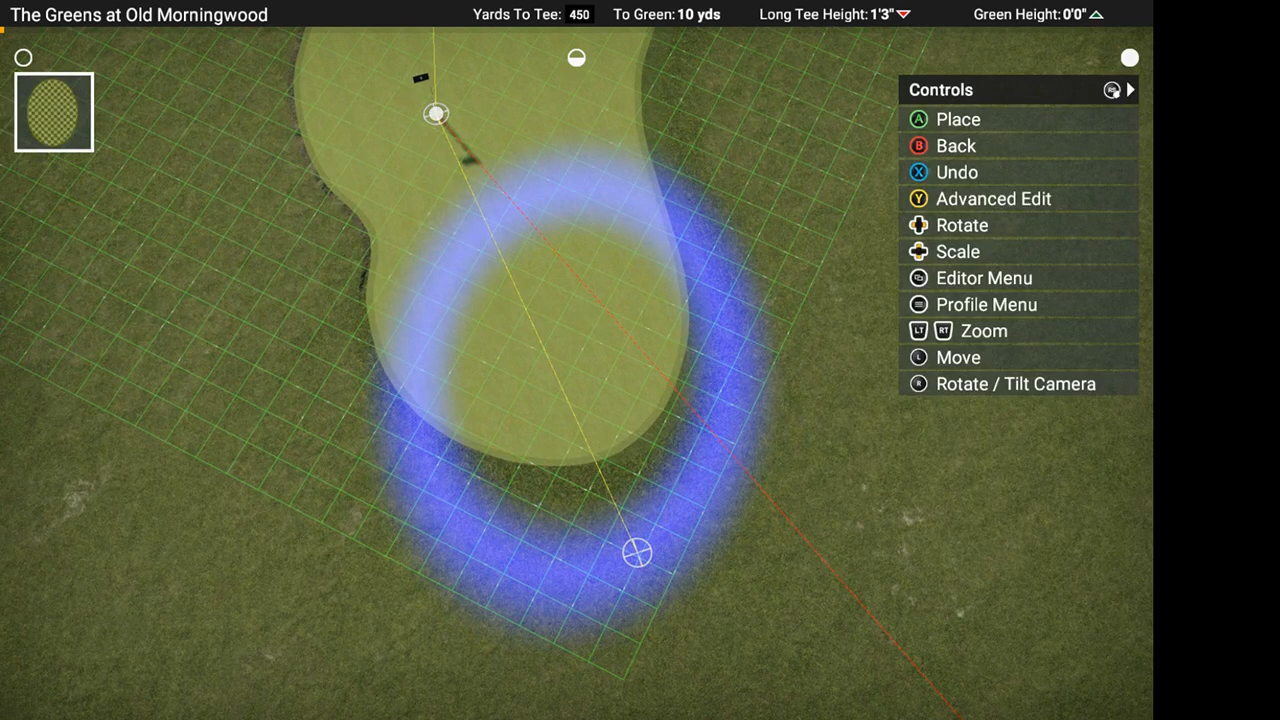 The Greens at Old Morningwood
Yards To Tee: 450
To Green: 10 yds
Long Tee Height: 1'3"
Green Height: 0'0"
Controls
A Place
B Back
X Undo
Y Advanced Edit
Rotate
Scale
Editor Menu
Profile Menu
LT RT Zoom
L Move
R Rotate / Tilt Camera